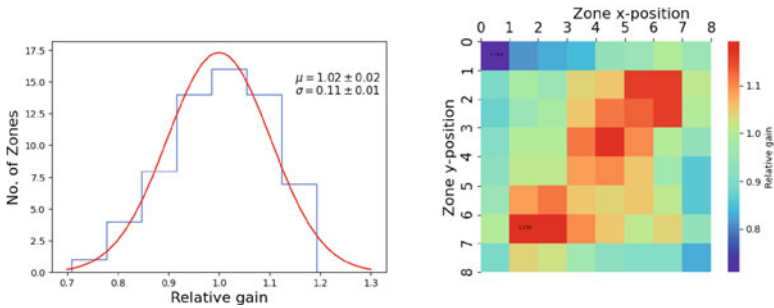 17.5
15.0
12.5
10.0
7.5
5.0
2.5
0.0
No. of Zones
μ = 1.02 ± 0.02
σ = 0.11 ± 0.01
0.7 0.8 0.9 1.0 1.1 1.2 1.3
Relative gain
Zone x-position
0 1 2 3 4 5 6 7 8
0
1
2
3
4
5
6
7
8
Zone y-position
1.1
1.0
0.9
0.8
Relative gain